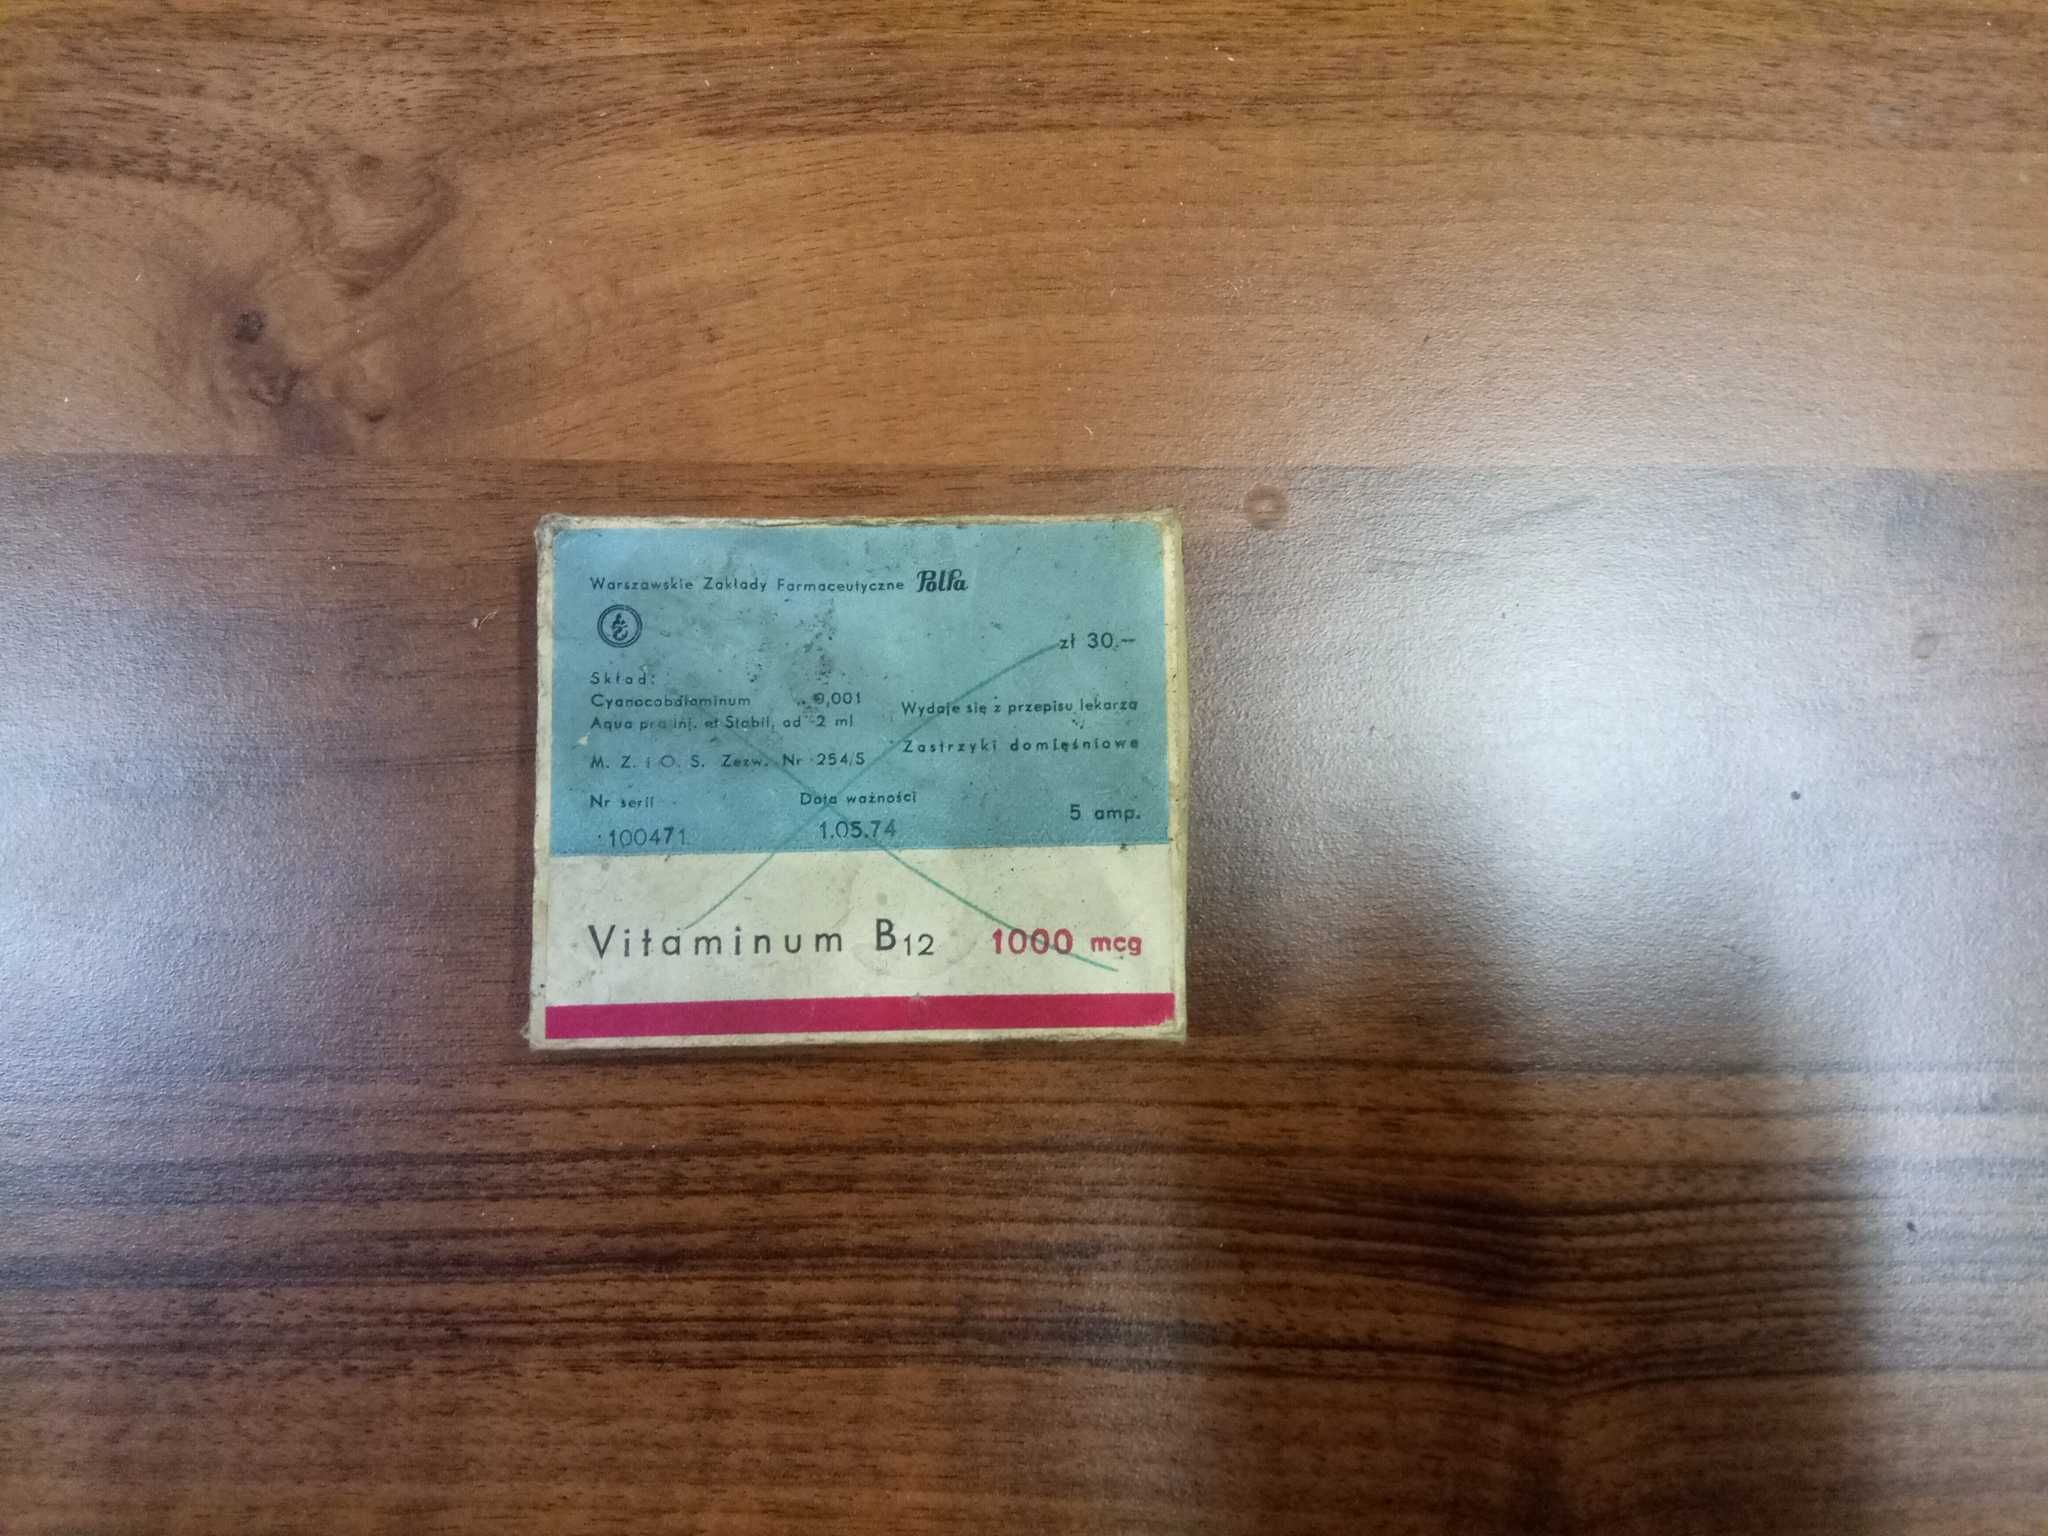 Warszawskie Zakłady Farmaceutyczne Polfa
zł 30.–
Skład:
Cyanocobalaminum .. 0,001
Aqua pro inj. et Stabil. ad 2 ml
Wydaje się z przepisu lekarza
Zastrzyki domięśniowe
M. Z. i O. S. Zezw. Nr 254/5
Nr serii Data ważności
100471 1.05.74
5 amp.
Vitaminum B12 1000 mcg